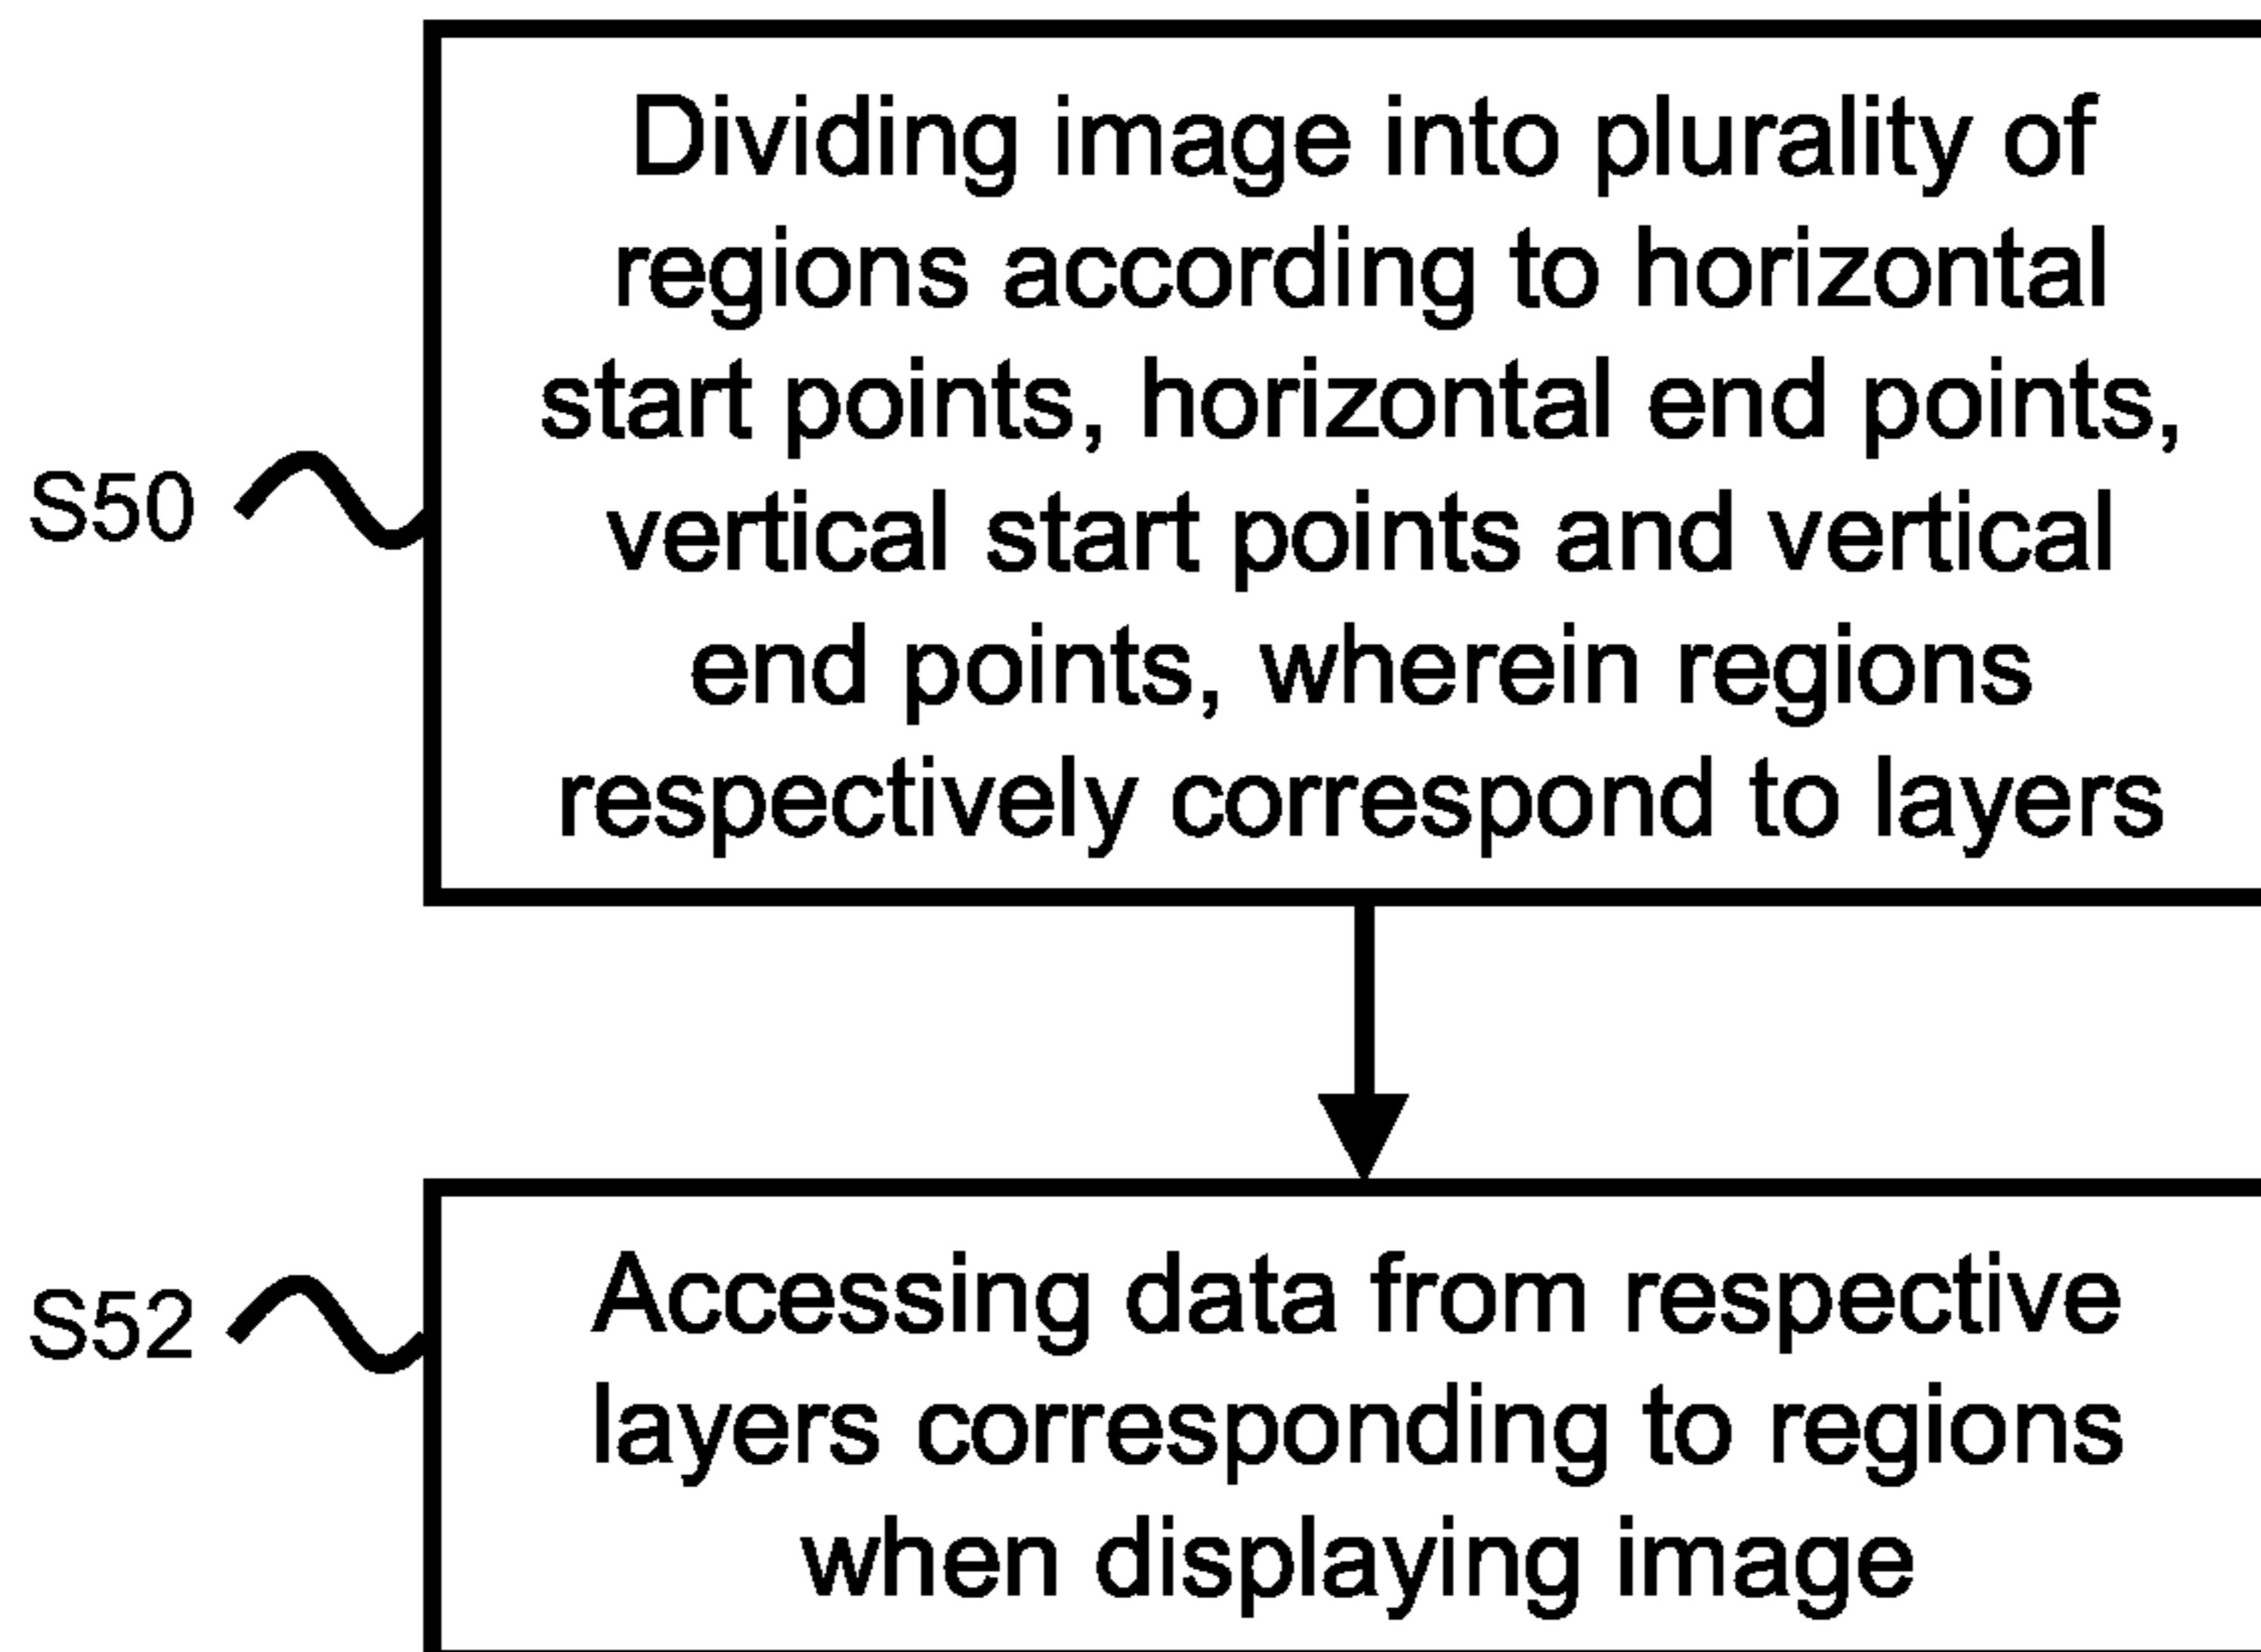 Dividing image into plurality of
regions according to horizontal
start points, horizontal end points,
S50
vertical start points and vertical
end points, wherein regions
respectively correspond to layers
S52
Accessing data from respective
layers corresponding to regions
when displaying image